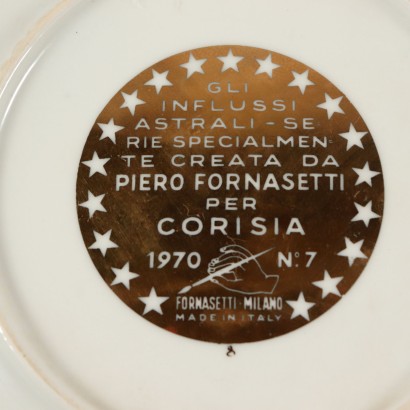 GLI
INFLUSSI
ASTRALI-SE=
RIE SPECIALMEN=
TE CREATA DA
PIERO FORNASETTI
PER
CORISIA
1970 N°.7
FORNASETTI·MILANO
MADE IN ITALY